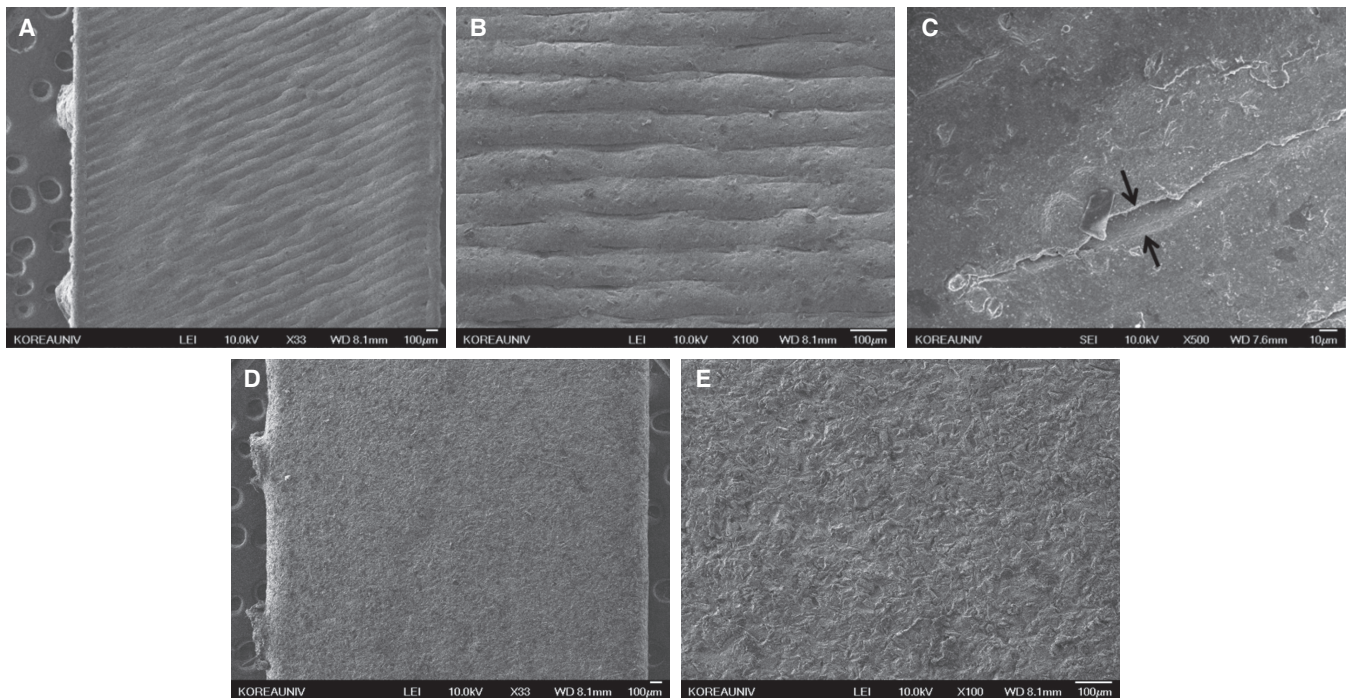 A
KOREAUNIV LEI 10.0kV X33 WD 8.1mm 100µm
B
KOREAUNIV LEI 10.0kV X100 WD 8.1mm 100µm
C
KOREAUNIV SEI 10.0kV X500 WD 7.6mm 10µm
D
KOREAUNIV LEI 10.0kV X33 WD 8.1mm 100µm
E
KOREAUNIV LEI 10.0kV X100 WD 8.1mm 100µm